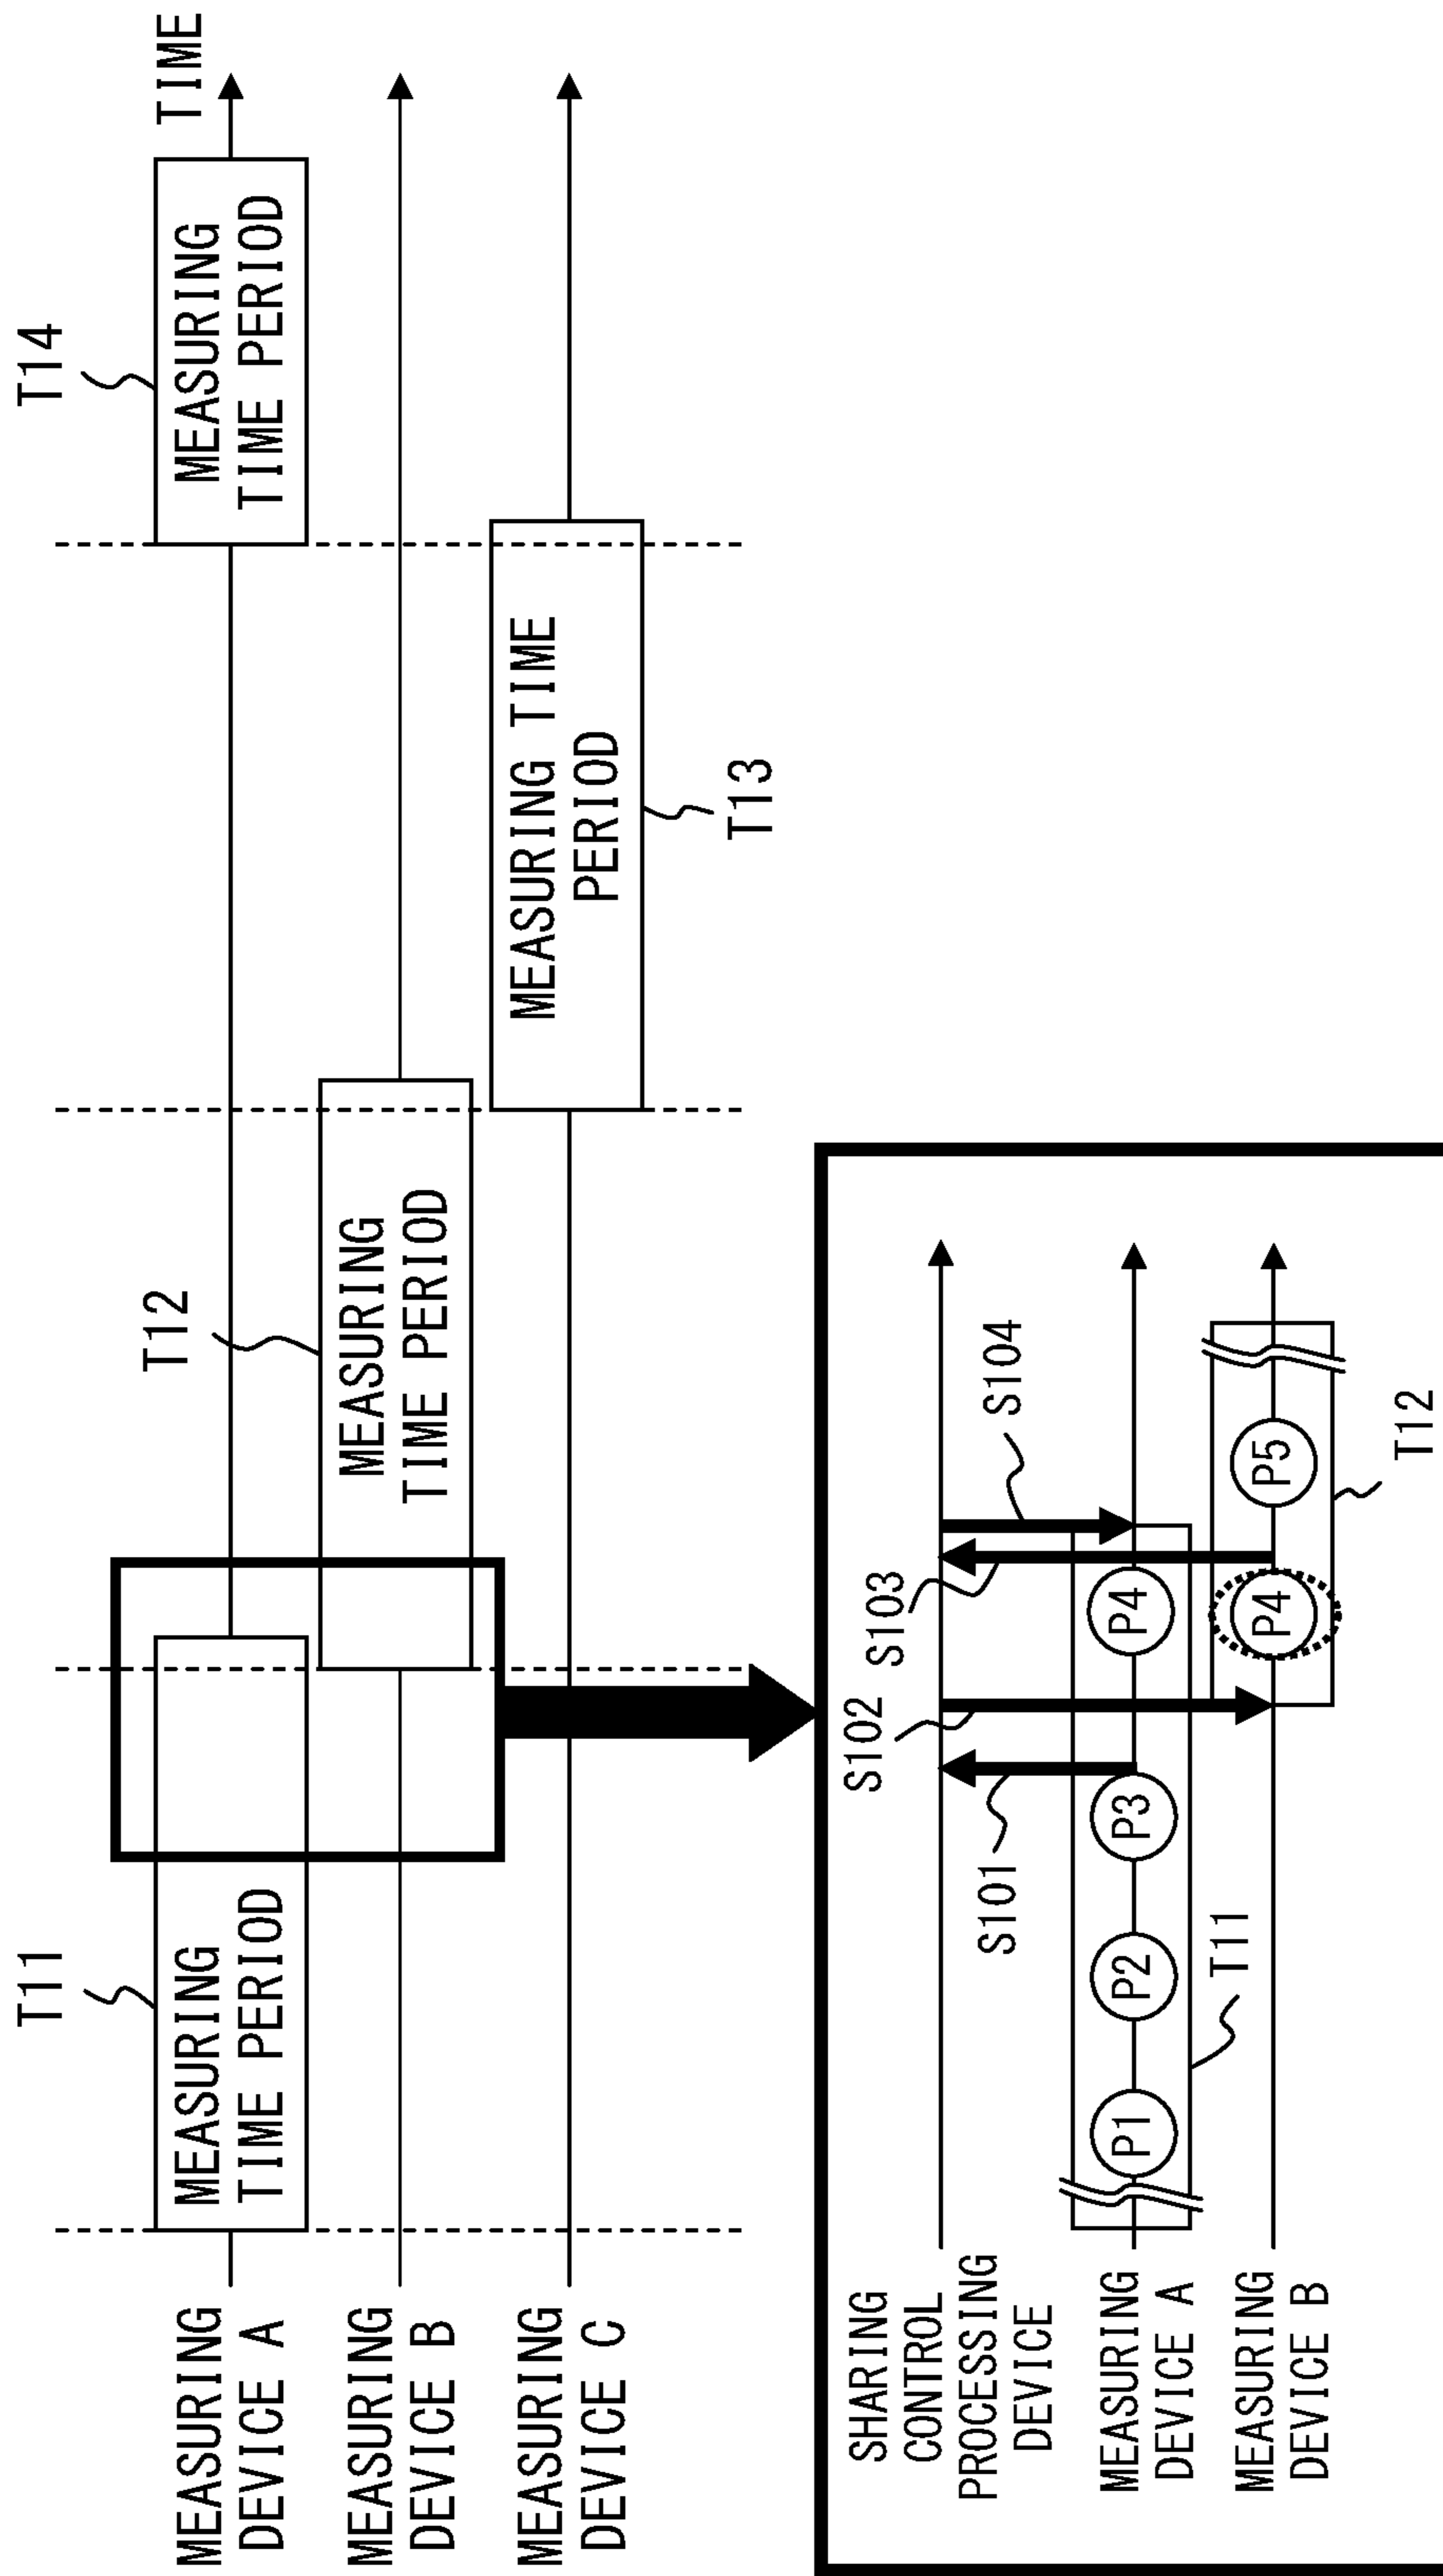 TIME
T11
T14
MEASURING
DEVICE A
MEASURING
TIME PERIOD
MEASURING
TIME PERIOD
T12
MEASURING
DEVICE B
MEASURING
TIME PERIOD
MEASURING
DEVICE C
MEASURING TIME
PERIOD
T13
SHARING
CONTROL
PROCESSING
DEVICE
S102
S103
S101
S104
MEASURING
DEVICE A
P1
P2
P3
P4
T11
MEASURING
DEVICE B
P4
P5
T12